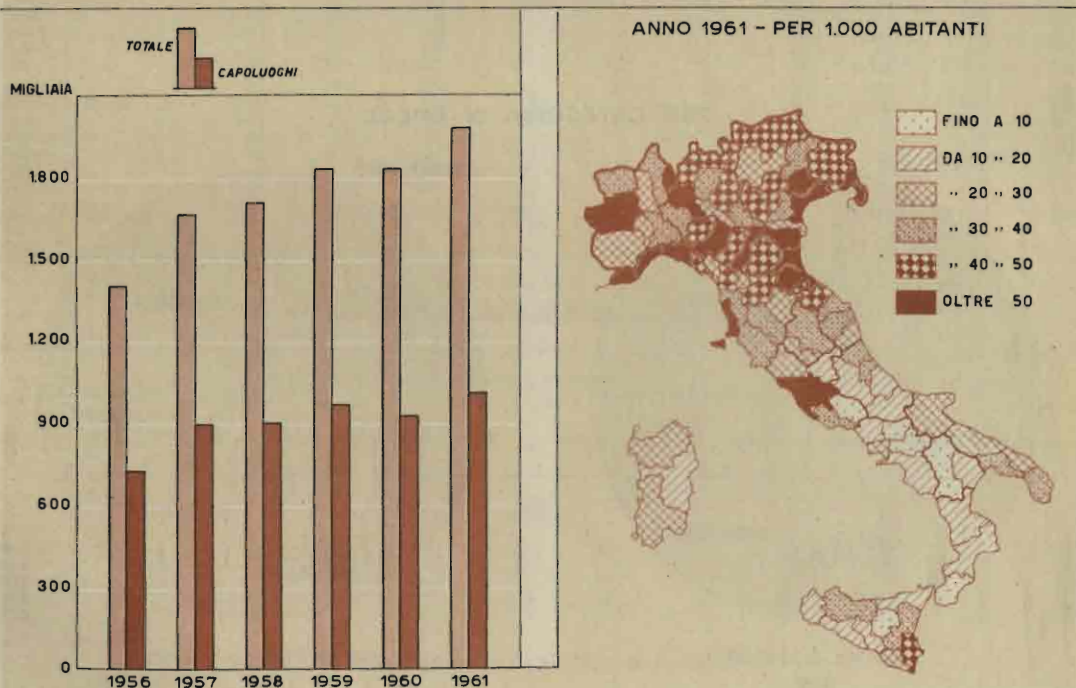 TOTALE
CAPOLUOGHI
MIGLIAIA
1.800
1.500
1.200
900
600
300
0
1956 1957 1958 1959 1960 1961
ANNO 1961 - PER 1.000 ABITANTI
FINO A 10
DA 10 " 20
" 20 " 30
" 30 " 40
" 40 " 50
OLTRE 50